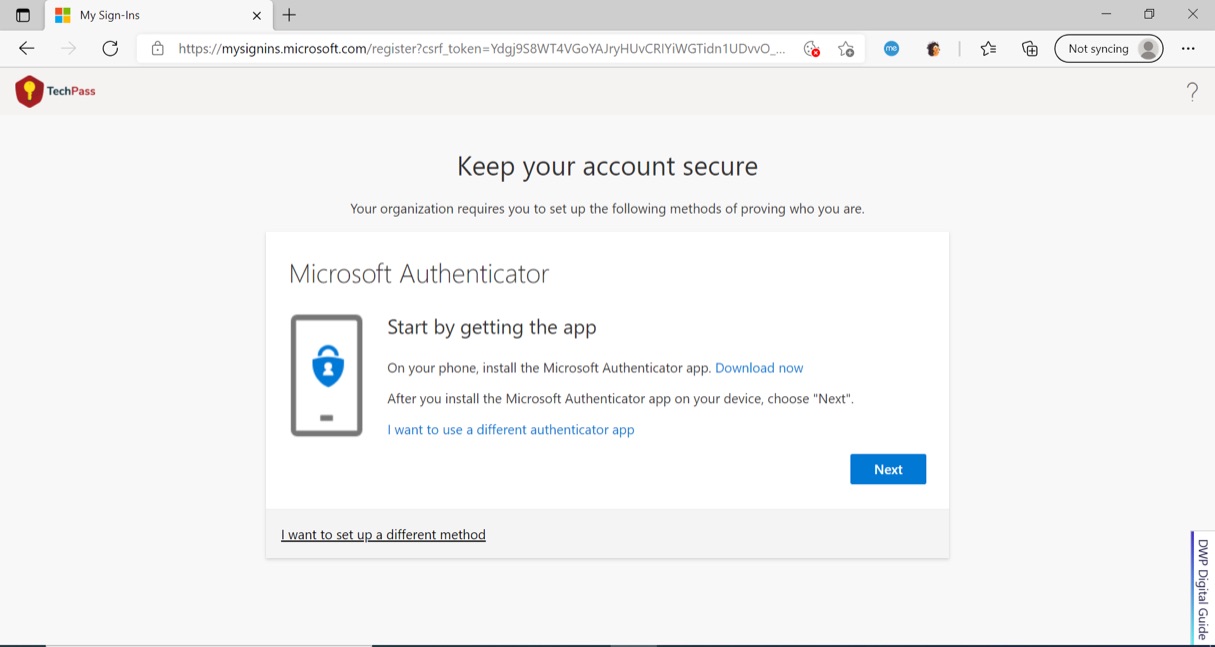 My Sign-Ins
https://mysignins.microsoft.com/register?csrf_token=Ydgj9S8WT4VGoYAJryHUvCRlYiWGTidn1UDvvO_...
me
Not syncing
TechPass
?
Keep your account secure
Your organization requires you to set up the following methods of proving who you are.
Microsoft Authenticator
Start by getting the app
On your phone, install the Microsoft Authenticator app. Download now
After you install the Microsoft Authenticator app on your device, choose "Next".
I want to use a different authenticator app
Next
I want to set up a different method
DWP Digital Guide